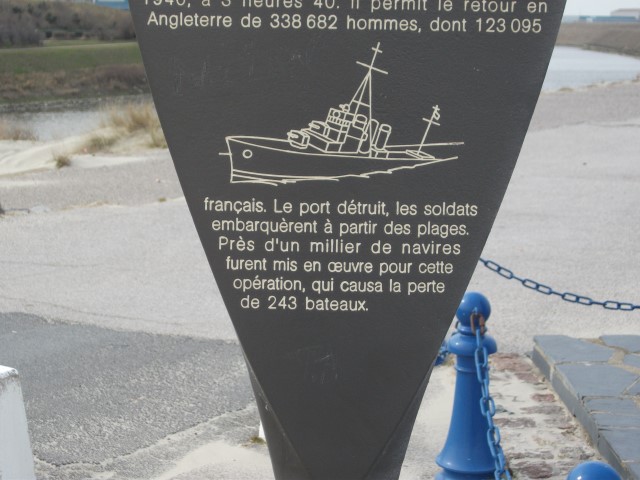 1940, à 3 heures 40. Il permit le retour en
Angleterre de 338 682 hommes, dont 123 095
français. Le port détruit, les soldats
embarquèrent à partir des plages.
Près d'un millier de navires
furent mis en œuvre pour cette
opération, qui causa la perte
de 243 bateaux.